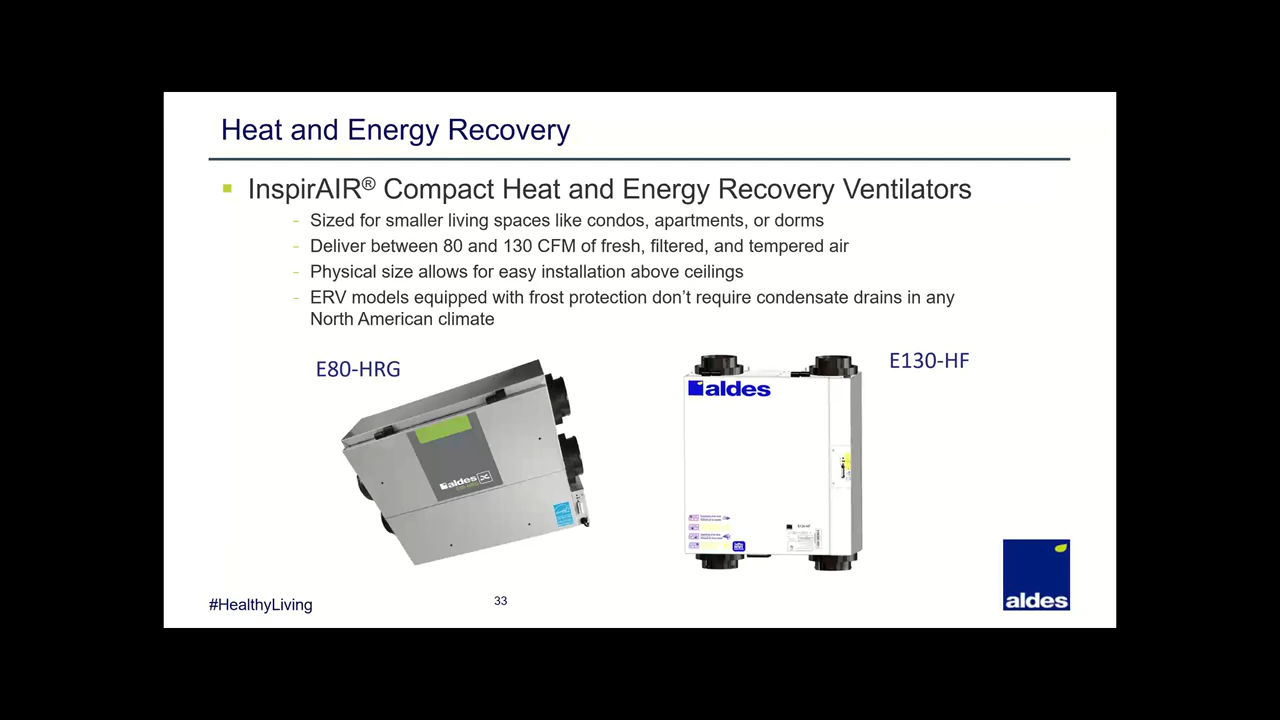 Heat and Energy Recovery
▪ InspirAIR® Compact Heat and Energy Recovery Ventilators
- Sized for smaller living spaces like condos, apartments, or dorms
- Deliver between 80 and 130 CFM of fresh, filtered, and tempered air
- Physical size allows for easy installation above ceilings
- ERV models equipped with frost protection don’t require condensate drains in any
North American climate
E80-HRG
E130-HF
aldes
aldes
E130-HF
aldes
#HealthyLiving
33